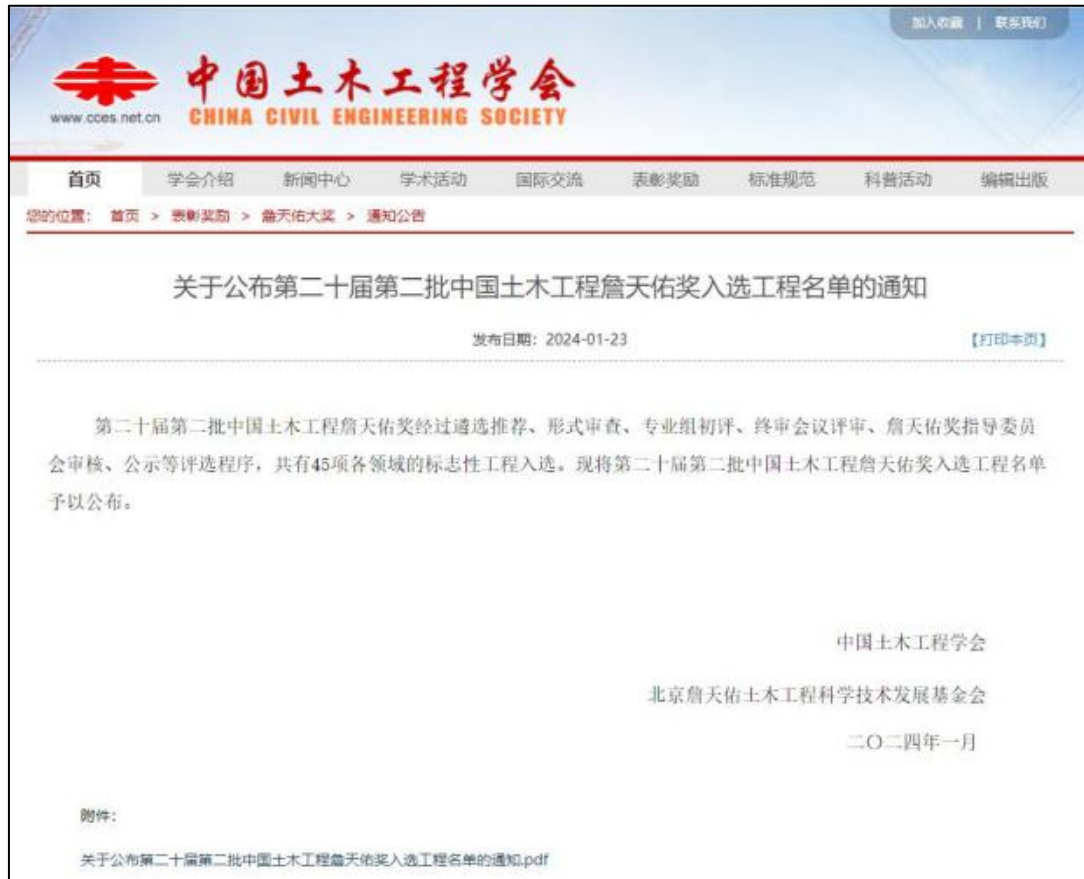 加入收藏 | 联系我们
中国土木工程学会
www.cces.net.cn CHINA CIVIL ENGINEERING SOCIETY
首页 学会介绍 新闻中心 学术活动 国际交流 表彰奖励 标准规范 科普活动 编辑出版
您的位置： 首页 > 表彰奖励 > 詹天佑大奖 > 通知公告
关于公布第二十届第二批中国土木工程詹天佑奖入选工程名单的通知
发布日期：2024-01-23
【打印本页】
第二十届第二批中国土木工程詹天佑奖经过遴选推荐、形式审查、专业组初评、终审会议评审、詹天佑奖指导委员
会审核、公示等评选程序，共有45项各领域的标志性工程入选。现将第二十届第二批中国土木工程詹天佑奖入选工程名单
予以公布。
中国土木工程学会
北京詹天佑土木工程科学技术发展基金会
二〇二四年一月
附件：
关于公布第二十届第二批中国土木工程詹天佑奖入选工程名单的通知.pdf